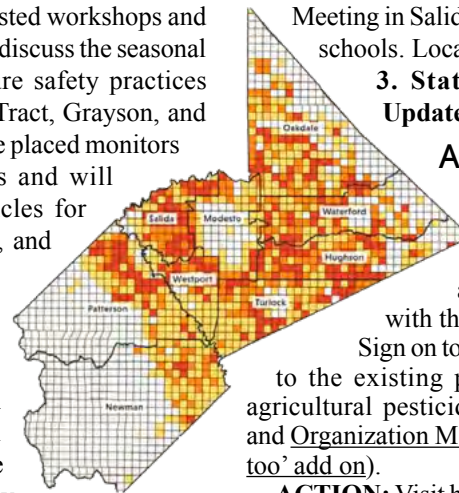 sted workshops and
discuss the seasonal
re safety practices
Tract, Grayson, and
e placed monitors
s and will
cles for
, and
Meeting in Salid
schools. Loca
3. Stat
Update
A
a
with th
Sign on to
to the existing p
agricultural pesticid
and Organization M
too' add on).
ACTION: Visit h
Oakdale
Salida
Modesto
Waterford
Hughson
Westport
Turlock
Patterson
Newman